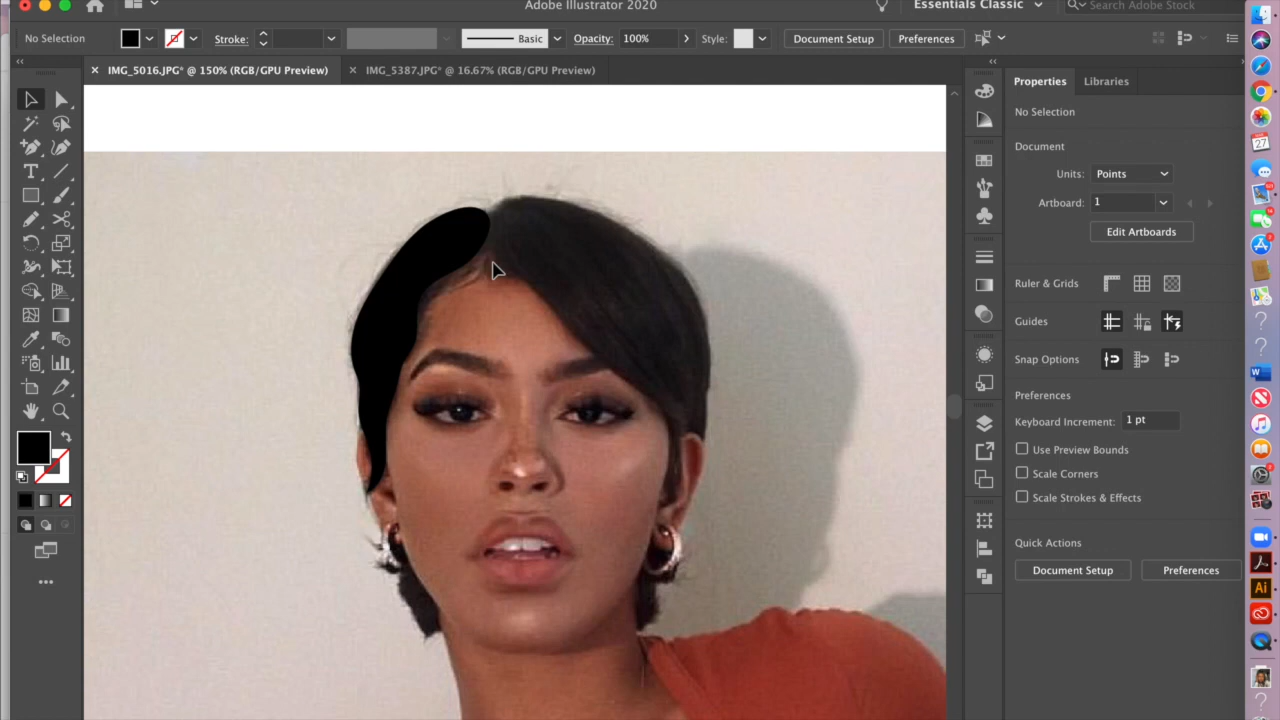 Adobe Illustrator 2020
Essentials Classic
Search Adobe Stock
No Selection
Stroke:
Basic
Opacity: 100%
Style:
Document Setup
Preferences
× IMG_5016.JPG* @ 150% (RGB/GPU Preview)
× IMG_5387.JPG* @ 16.67% (RGB/GPU Preview)
Properties
Libraries
No Selection
Document
Units: Points
Artboard: 1
Edit Artboards
Ruler & Grids
Guides
Snap Options
Preferences
Keyboard Increment: 1 pt
Use Preview Bounds
Scale Corners
Scale Strokes & Effects
Quick Actions
Document Setup
Preferences
27
W
Ai